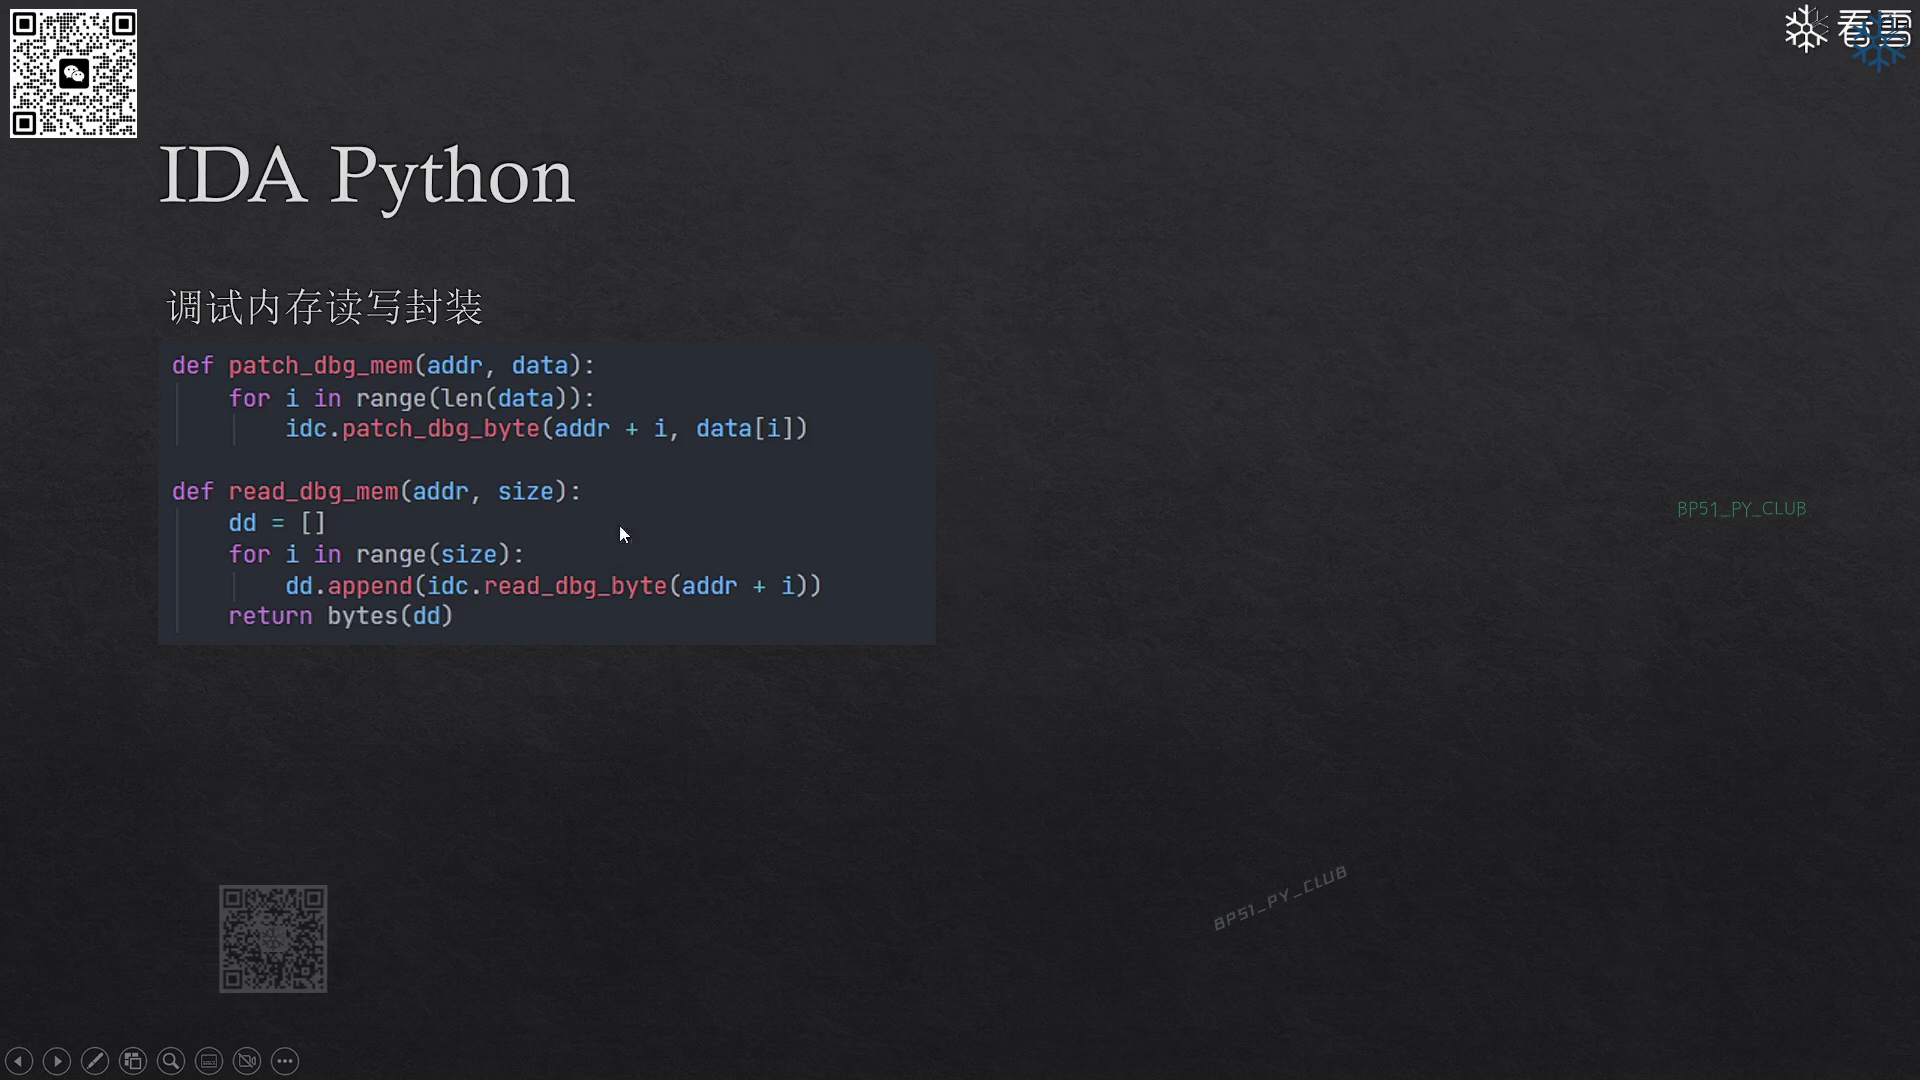 看雪
IDA Python
调试内存读写封装
def patch_dbg_mem(addr, data):
    for i in range(len(data)):
        idc.patch_dbg_byte(addr + i, data[i])
def read_dbg_mem(addr, size):
    dd = []
    for i in range(size):
        dd.append(idc.read_dbg_byte(addr + i))
    return bytes(dd)
BP51_PY_CLUB
BP51_PY_CLUB